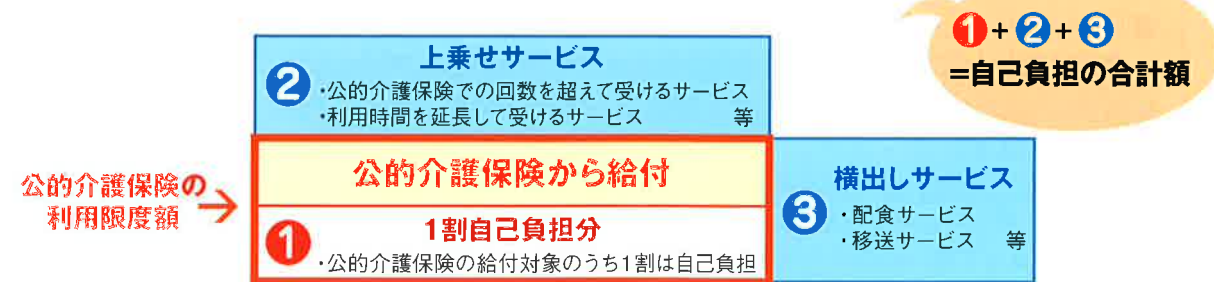 ❶+❷+❸
=自己負担の合計額
❷
上乗せサービス
・公的介護保険での回数を超えて受けるサービス
・利用時間を延長して受けるサービス 等
公的介護保険の
利用限度額
→
公的介護保険から給付
❶
1割自己負担分
・公的介護保険の給付対象のうち1割は自己負担
❸
横出しサービス
・配食サービス
・移送サービス 等